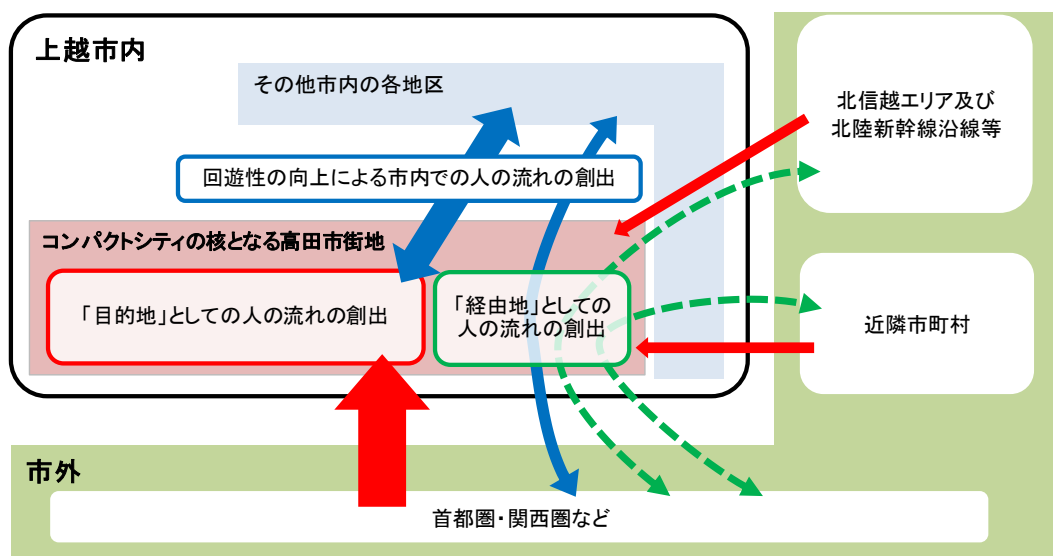 上越市内
その他市内の各地区
北信越エリア及び
北陸新幹線沿線等
回遊性の向上による市内での人の流れの創出
コンパクトシティの核となる高田市街地
「目的地」としての人の流れの創出
「経由地」としての
人の流れの創出
近隣市町村
市外
首都圏・関西圏など